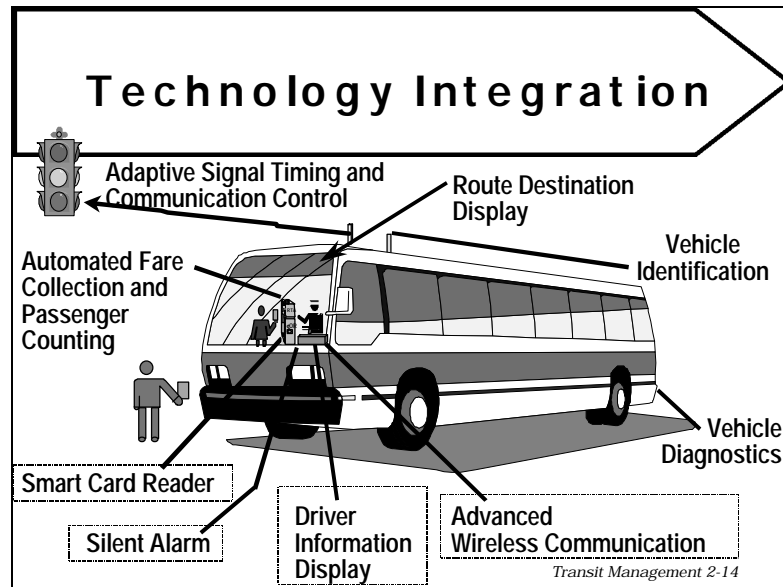 Technology Integration
Adaptive Signal Timing and
Communication Control
Route Destination
Display
Vehicle
Identification
Automated Fare
Collection and
Passenger
Counting
Vehicle
Diagnostics
Smart Card Reader
Silent Alarm
Driver
Information
Display
Advanced
Wireless Communication
Transit Management 2-14